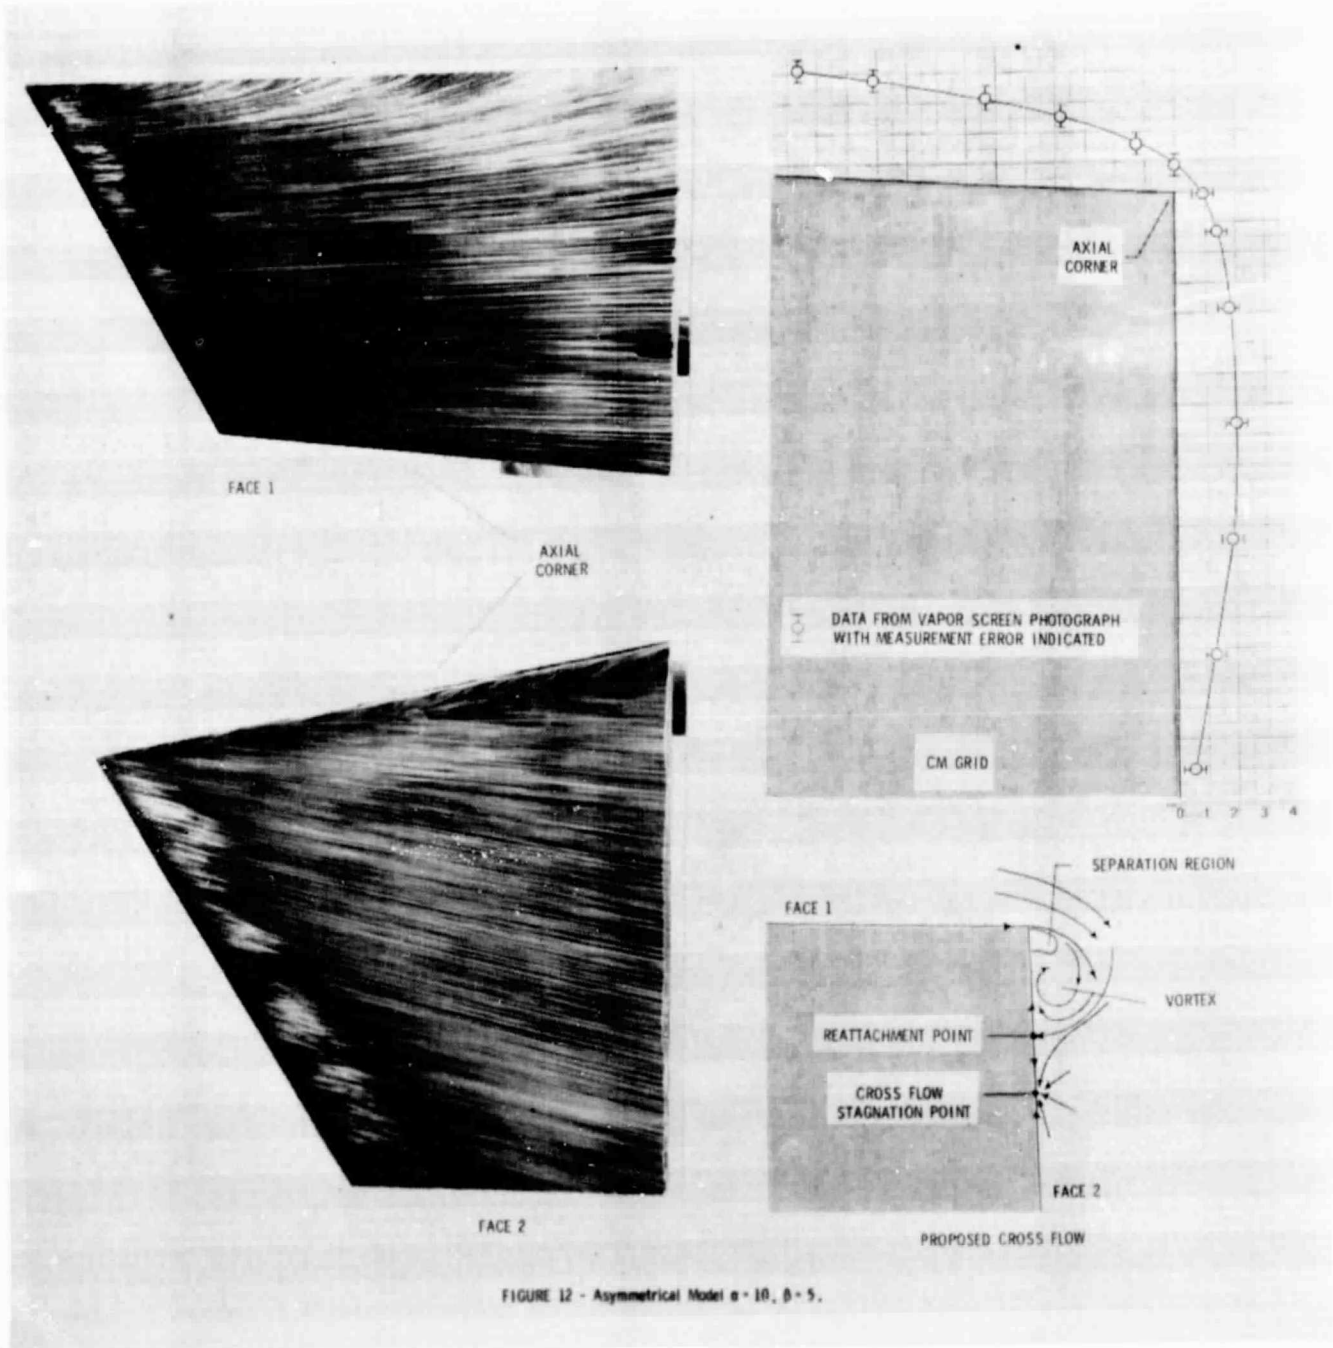 AXIAL
CORNER
FACE 1
AXIAL
CORNER
DATA FROM VAPOR SCREEN PHOTOGRAPH
WITH MEASUREMENT ERROR INDICATED
CM GRID
0 1 2 3 4
SEPARATION REGION
FACE 1
VORTEX
REATTACHMENT POINT
CROSS FLOW
STAGNATION POINT
FACE 2
FACE 2
PROPOSED CROSS FLOW
FIGURE 12 - Asymmetrical Model α = 10, β = 5.